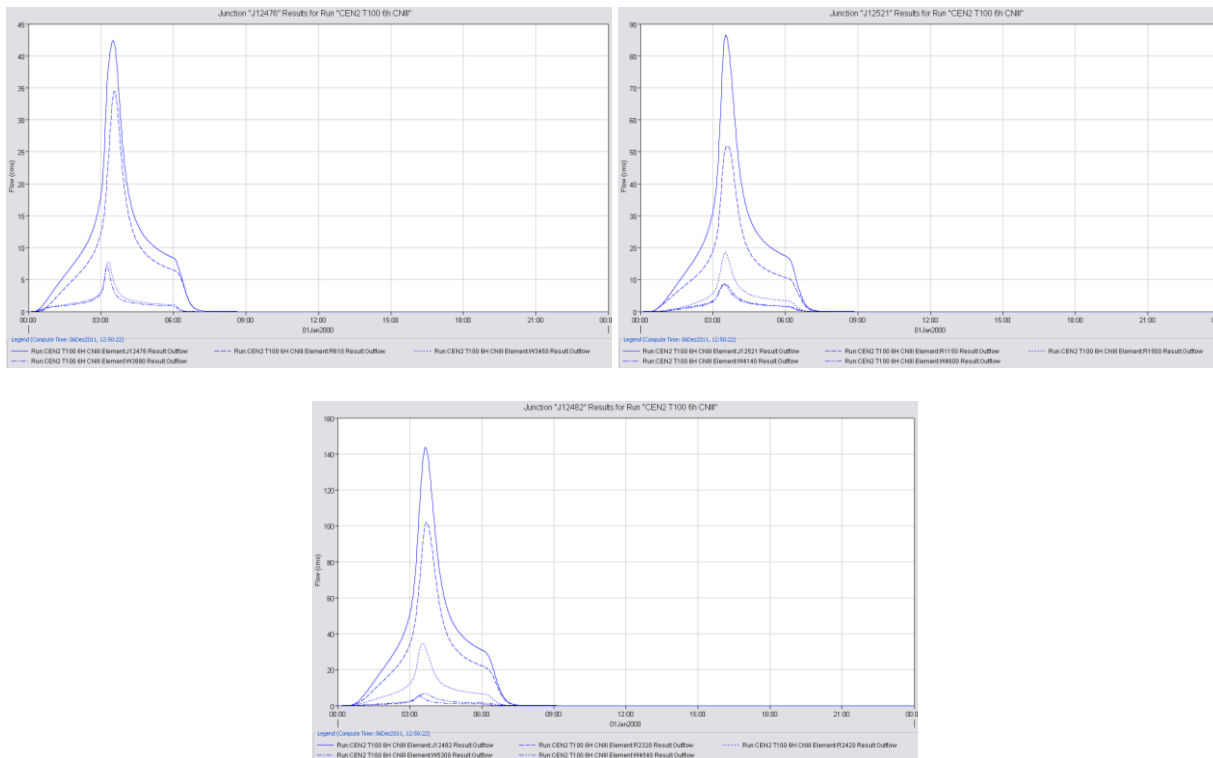 Junction "J12476" Results for Run "CEN2 T100 6h CNIII"
45
40
35
30
25
20
15
10
5
0
Flow (cms)
00:00 03:00 06:00 09:00 12:00 15:00 18:00 21:00 00:0
01Jan2000
Legend (Compute Time: 06Dez2011, 12:50:22)
Run:CEN2 T100 6H CNIII Element:J12476 Result:Outflow Run:CEN2 T100 6H CNIII Element:R610 Result:Outflow Run:CEN2 T100 6H CNIII Element:W3450 Result:Outflow
Run:CEN2 T100 6H CNIII Element:W3880 Result:Outflow
Junction "J12521" Results for Run "CEN2 T100 6h CNIII"
90
80
70
60
50
40
30
20
10
0
Flow (cms)
00:00 03:00 06:00 09:00 12:00 15:00 18:00 21:00 00:0
01Jan2000
Legend (Compute Time: 06Dez2011, 12:50:22)
Run:CEN2 T100 6H CNIII Element:J12521 Result:Outflow Run:CEN2 T100 6H CNIII Element:R1150 Result:Outflow Run:CEN2 T100 6H CNIII Element:R1500 Result:Outflow
Run:CEN2 T100 6H CNIII Element:W4140 Result:Outflow Run:CEN2 T100 6H CNIII Element:W4600 Result:Outflow
Junction "J12482" Results for Run "CEN2 T100 6h CNIII"
160
140
120
100
80
60
40
20
0
Flow (cms)
00:00 03:00 06:00 09:00 12:00 15:00 18:00 21:00 00:0
01Jan2000
Legend (Compute Time: 06Dez2011, 12:50:22)
Run:CEN2 T100 6H CNIII Element:J12482 Result:Outflow Run:CEN2 T100 6H CNIII Element:R2320 Result:Outflow Run:CEN2 T100 6H CNIII Element:R2420 Result:Outflow
Run:CEN2 T100 6H CNIII Element:W5300 Result:Outflow Run:CEN2 T100 6H CNIII Element:W4540 Result:Outflow